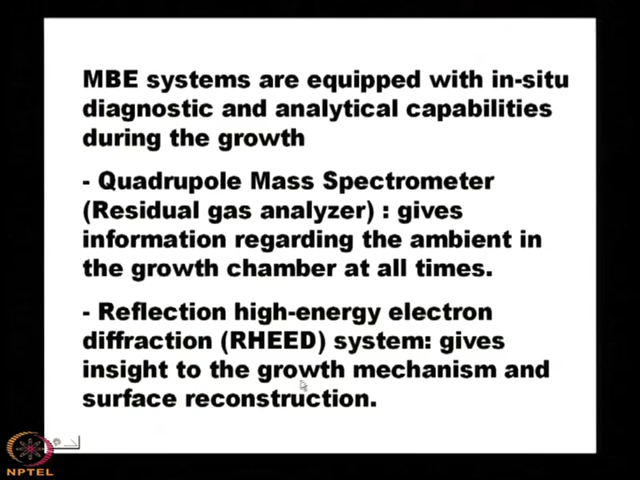 MBE systems are equipped with in-situ
diagnostic and analytical capabilities
during the growth
- Quadrupole Mass Spectrometer
(Residual gas analyzer) : gives
information regarding the ambient in
the growth chamber at all times.
- Reflection high-energy electron
diffraction (RHEED) system: gives
insight to the growth mechanism and
surface reconstruction.
NPTEL